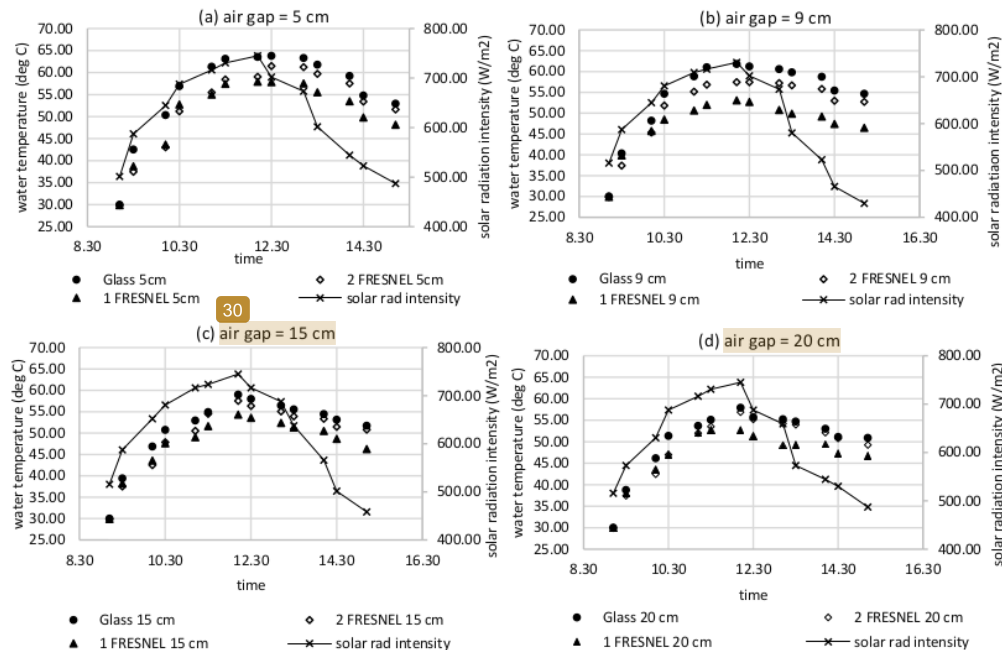 (a) air gap = 5 cm
water temperature (deg C)
70.00
65.00
60.00
55.00
50.00
45.00
40.00
35.00
30.00
25.00
800.00
700.00
600.00
500.00
400.00
solar radiation intensity (W/m2)
8.30 10.30 12.30 14.30 16.30
time
Glass 5cm 2 FRESNEL 5cm
1 FRESNEL 5cm solar rad intensity
(b) air gap = 9 cm
water temperature (deg C)
70.00
65.00
60.00
55.00
50.00
45.00
40.00
35.00
30.00
25.00
800.00
700.00
600.00
500.00
400.00
solar radiatiaon intensity (W/m2)
8.30 10.30 12.30 14.30 16.30
time
Glass 9 cm 2 FRESNEL 9 cm
1 FRESNEL 9 cm solar rad intensity
30
(c) air gap = 15 cm
water temperature (deg C)
70.00
65.00
60.00
55.00
50.00
45.00
40.00
35.00
30.00
25.00
800.00
700.00
600.00
500.00
400.00
solar radiation intensity (W/m2)
8.30 10.30 12.30 14.30 16.30
time
Glass 15 cm 2 FRESNEL 15 cm
1 FRESNEL 15 cm solar rad intensity
(d) air gap = 20 cm
water temperature (deg C)
70.00
65.00
60.00
55.00
50.00
45.00
40.00
35.00
30.00
25.00
800.00
700.00
600.00
500.00
400.00
solar radiation intensity (W/m2)
8.30 10.30 12.30 14.30 16.30
time
Glass 20 cm 2 FRESNEL 20 cm
1 FRESNEL 20 cm solar rad intensity